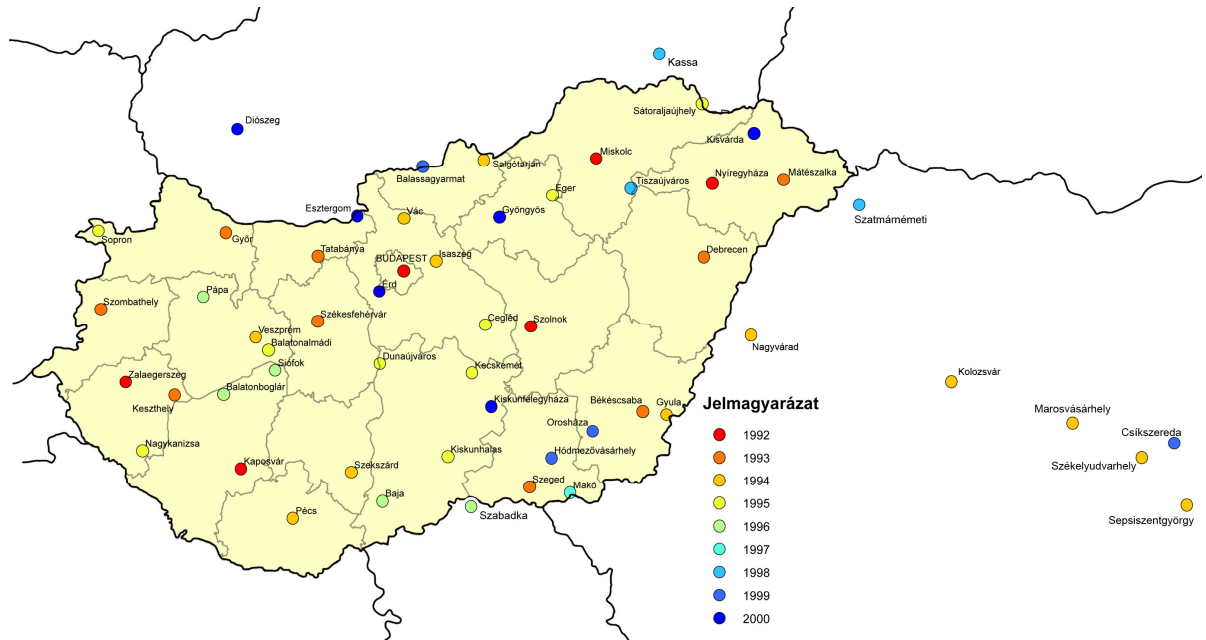 Kassa
Sátoraljaújhely
Diószeg
Kisvárda
Miskolc
Salgótarján
Balassagyarmat
Nyíregyháza
Mátészalka
Tiszaújváros
Eger
Esztergom
Vác
Gyöngyös
Szatmárnémeti
Sopron
Győr
Tatabánya
BUDAPEST
Isaszeg
Debrecen
Pápa
Érd
Szombathely
Székesfehérvár
Cegléd
Szolnok
Veszprém
Balatonalmádi
Nagyvárad
Dunaújváros
Siófok
Kecskemét
Zalaegerszeg
Balatonboglár
Kolozsvár
Keszthely
Kiskunfélegyháza
Békéscsaba
Gyula
Jelmagyarázat
Marosvásárhely
Orosháza
Csíkszereda
Nagykanizsa
Kiskunhalas
Hódmezővásárhely
Kaposvár
Szekszárd
Székelyudvarhely
Szeged
Makó
Baja
Pécs
Szabadka
Sepsiszentgyörgy
1992
1993
1994
1995
1996
1997
1998
1999
2000